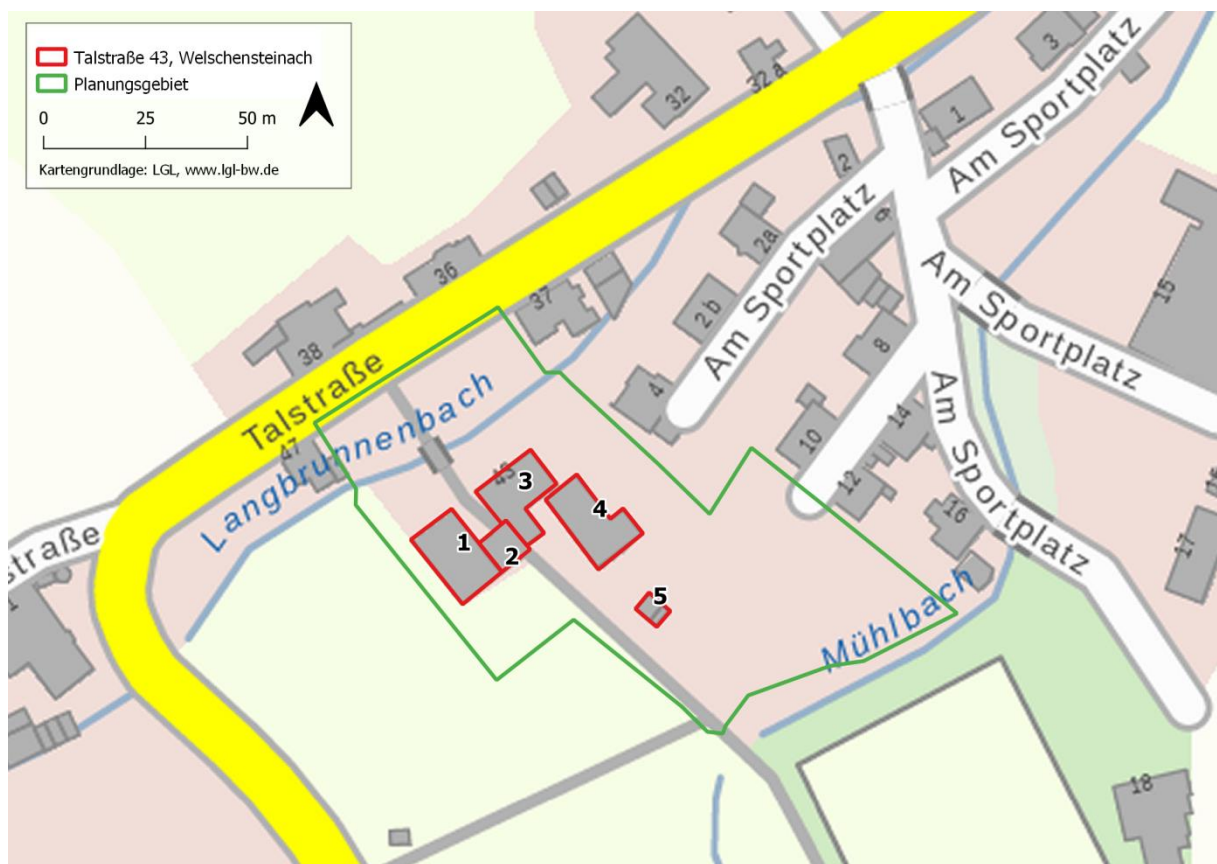 Talstraße 43, Welschensteinach
Planungsgebiet
0 25 50 m
Kartengrundlage: LGL, www.lgl-bw.de
32
32 a
3
1
Am Sportplatz
2
2a
6
Am Sportplatz
36
37
2 b
Am Sportplatz
15
38
8
Talstraße
4
Langbrunnenbach
47
10
14
Am Sportplatz
12
16
3
4
1
2
5
17
straße
Mühlbach
18